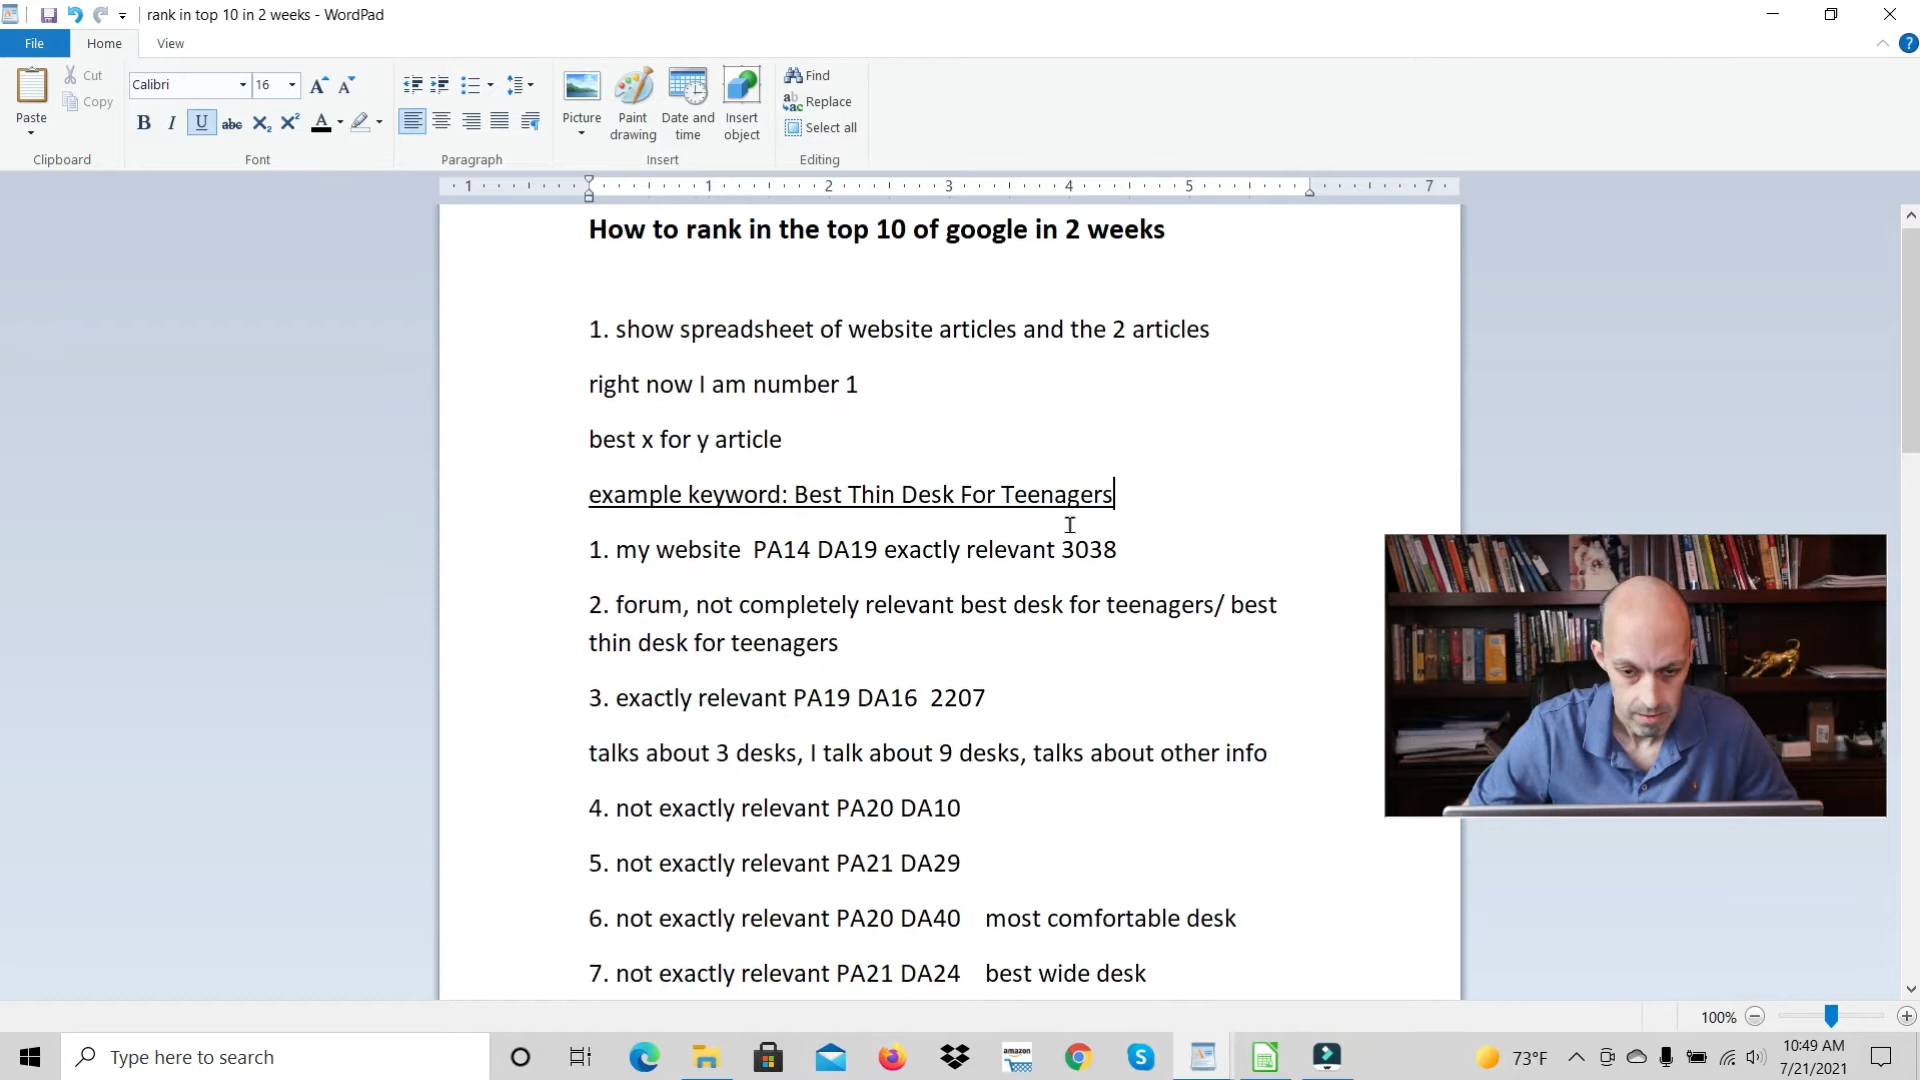 rank in top 10 in 2 weeks - WordPad
File Home View
Paste
Cut
Copy
Clipboard
Calibri 16
Font
Paragraph
Picture
Paint drawing
Date and time
Insert object
Insert
Find
Replace
Select all
Editing
1 1 2 3 4 5 7
How to rank in the top 10 of google in 2 weeks
1. show spreadsheet of website articles and the 2 articles
right now I am number 1
best x for y article
example keyword: Best Thin Desk For Teenagers
1. my website  PA14 DA19 exactly relevant 3038
2. forum, not completely relevant best desk for teenagers/ best
thin desk for teenagers
3. exactly relevant PA19 DA16  2207
talks about 3 desks, I talk about 9 desks, talks about other info
4. not exactly relevant PA20 DA10
5. not exactly relevant PA21 DA29
6. not exactly relevant PA20 DA40    most comfortable desk
7. not exactly relevant PA21 DA24    best wide desk
100%
Type here to search
amazon
73°F
10:49 AM
7/21/2021